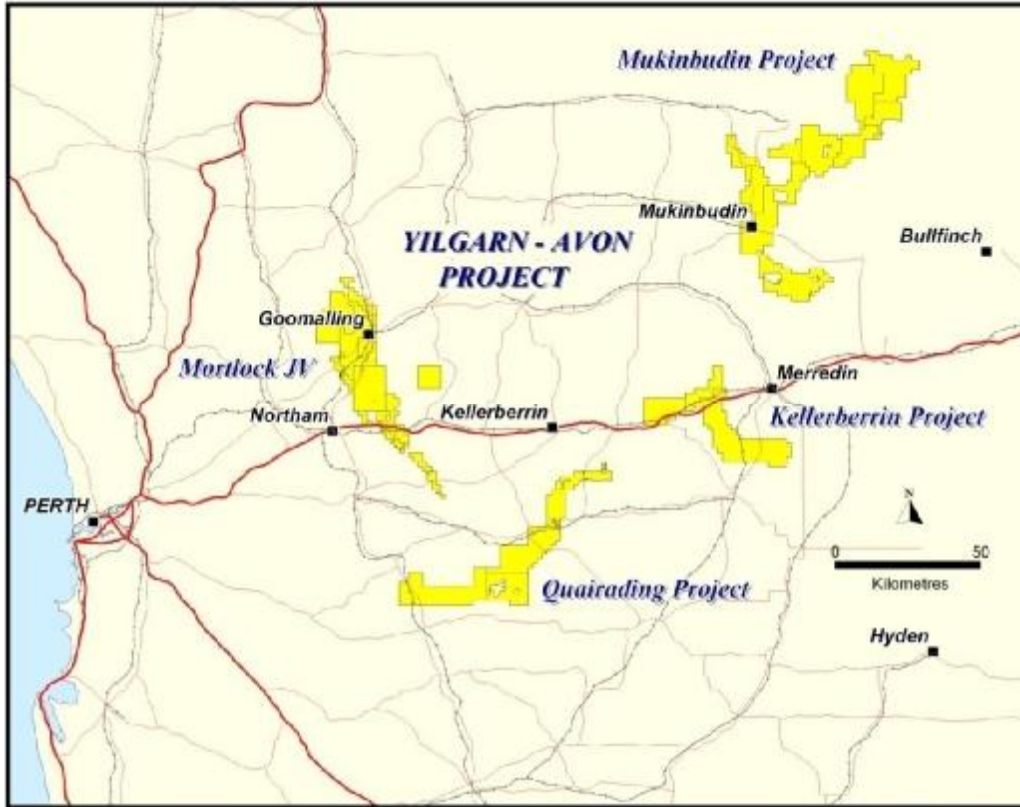 Mukinbudin Project
Mukinbudin
Bullfinch
YILGARN - AVON
PROJECT
Goomalling
Mortlock JV
Merredin
Northam
Kellerberrin
Kellerberrin Project
PERTH
N
0 50
Kilometres
Quairading Project
Hyden